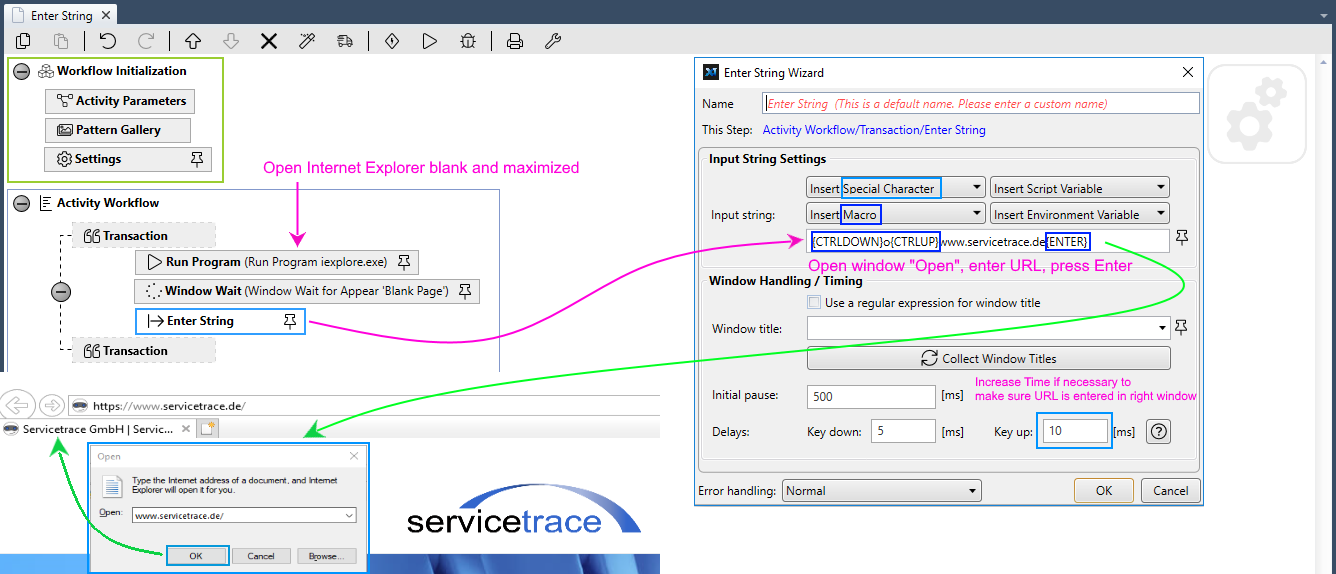 Enter String
Workflow Initialization
Activity Parameters
Pattern Gallery
Settings
Open Internet Explorer blank and maximized
Activity Workflow
Transaction
Run Program (Run Program iexplore.exe)
Window Wait (Window Wait for Appear 'Blank Page')
Enter String
Transaction
https://www.servicetrace.de/
Servicetrace GmbH | Servic...
Open
Type the Internet address of a document, and Internet
Explorer will open it for you.
Open:
www.servicetrace.de/
OK Cancel Browse...
servicetrace
Enter String Wizard
Name Enter String (This is a default name. Please enter a custom name)
This Step: Activity Workflow/Transaction/Enter String
Input String Settings
Insert Special Character Insert Script Variable
Input string: Insert Macro Insert Environment Variable
{CTRLDOWN}o{CTRLUP}www.servicetrace.de{ENTER}
Open window "Open", enter URL, press Enter
Window Handling / Timing
Use a regular expression for window title
Window title:
Collect Window Titles
Initial pause: 500 [ms]
Increase Time if necessary to
make sure URL is entered in right window
Delays: Key down: 5 [ms] Key up: 10 [ms]
Error handling: Normal OK Cancel